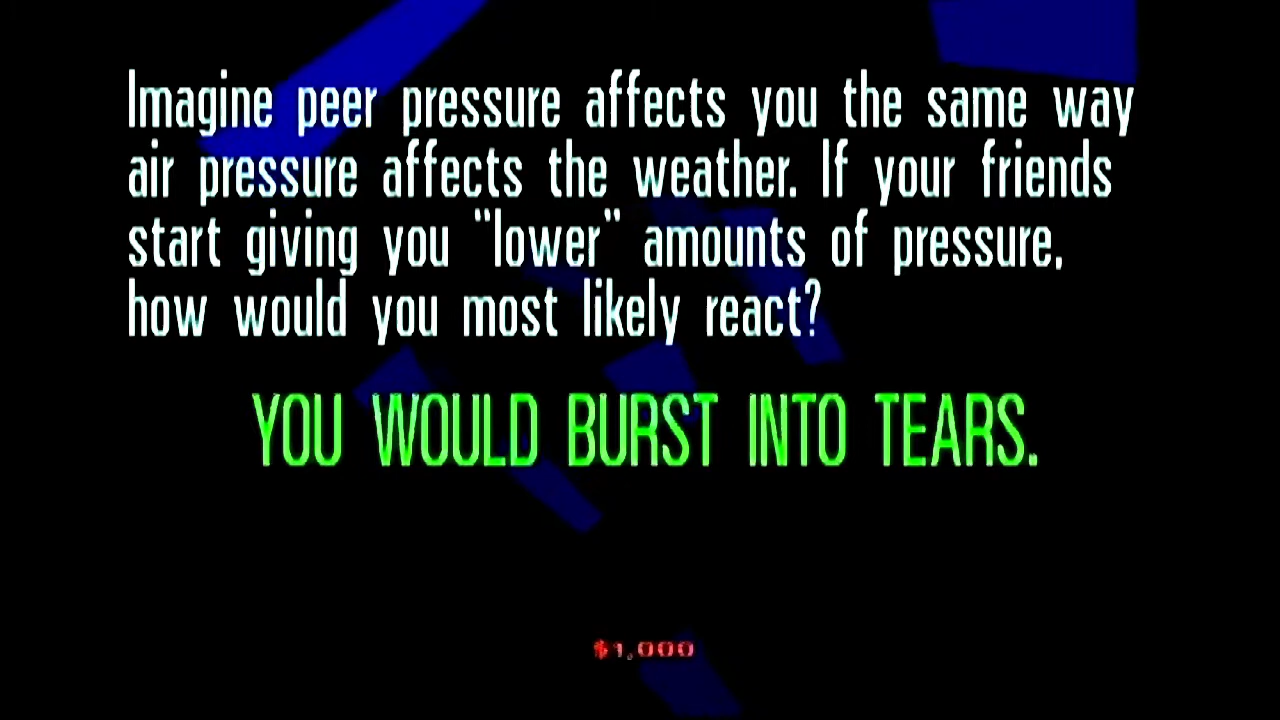 Imagine peer pressure affects you the same way
air pressure affects the weather. If your friends
start giving you "lower" amounts of pressure,
how would you most likely react?
YOU WOULD BURST INTO TEARS.
$1,000